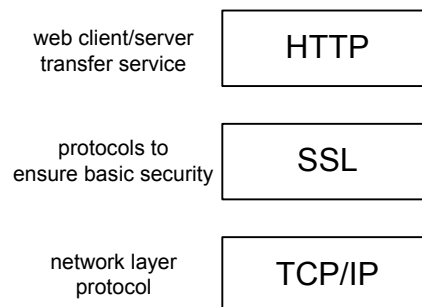 web client/server
transfer service
HTTP
protocols to
ensure basic security
SSL
network layer
protocol
TCP/IP